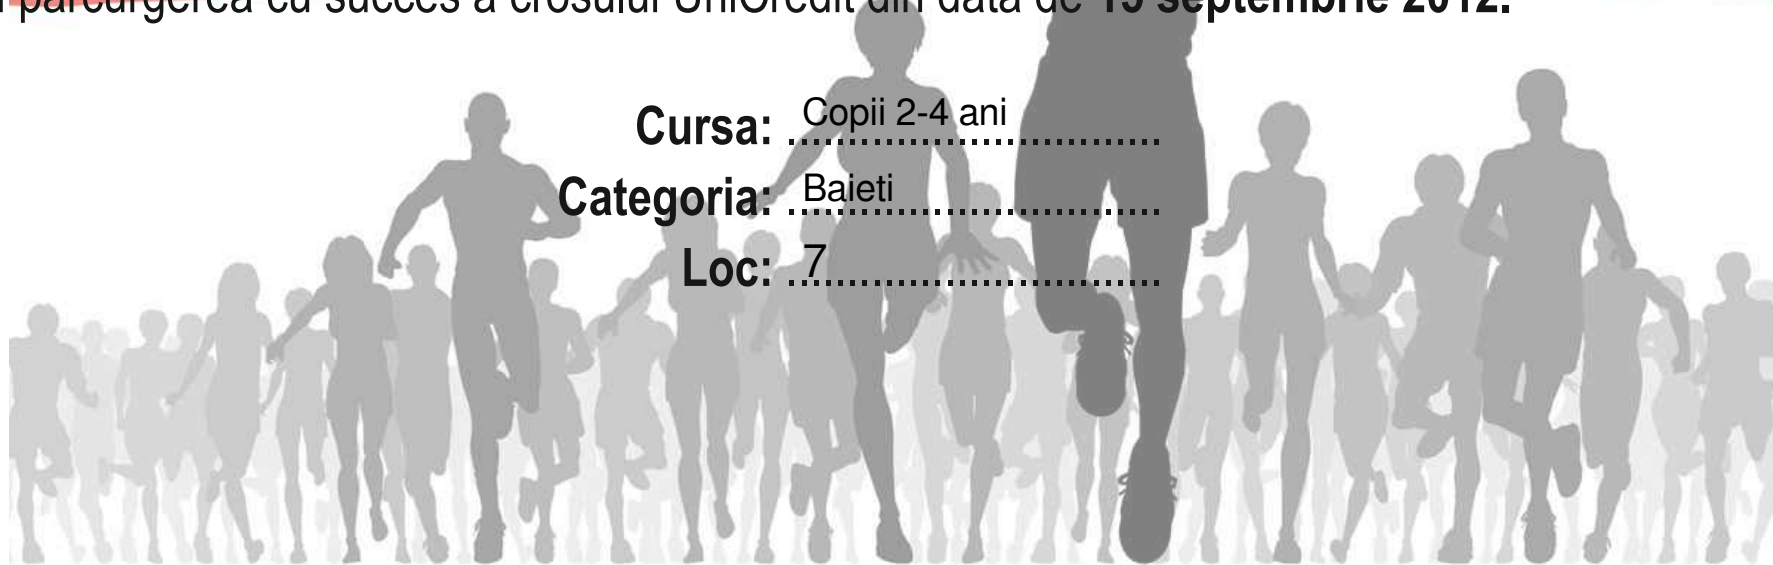 parcurgerea cu succes a crosului UniCredit din data de septembrie 2012.
Cursa: Copii 2-4 ani
Categoria: Baieti
Loc: 7